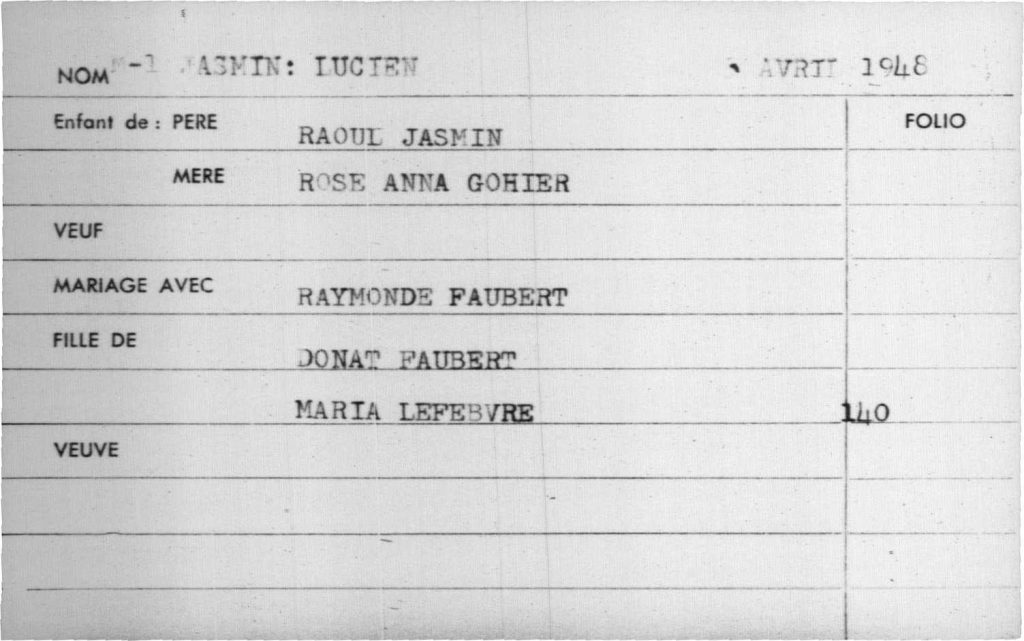 NOM M-1 JASMIN: LUCIEN AVRIL 1948
Enfant de: PERE RAOUL JASMIN FOLIO
MERE ROSE ANNA GOHIER
VEUF
MARIAGE AVEC RAYMONDE FAUBERT
FILLE DE DONAT FAUBERT
MARIA LEFEBVRE 140
VEUVE